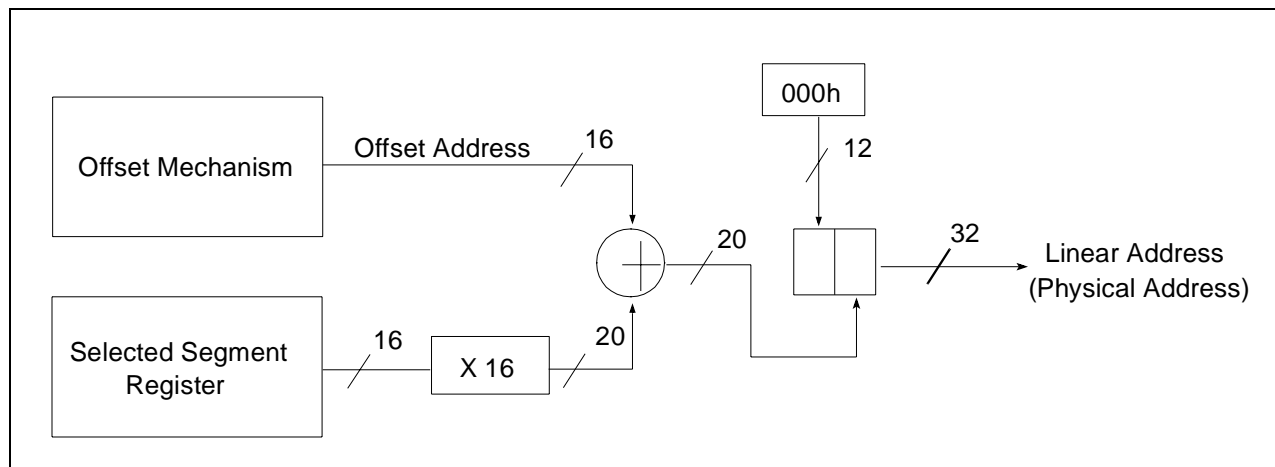 000h
12
Offset Mechanism
Offset Address
16
20
32
Linear Address
(Physical Address)
Selected Segment
Register
16
X 16
20